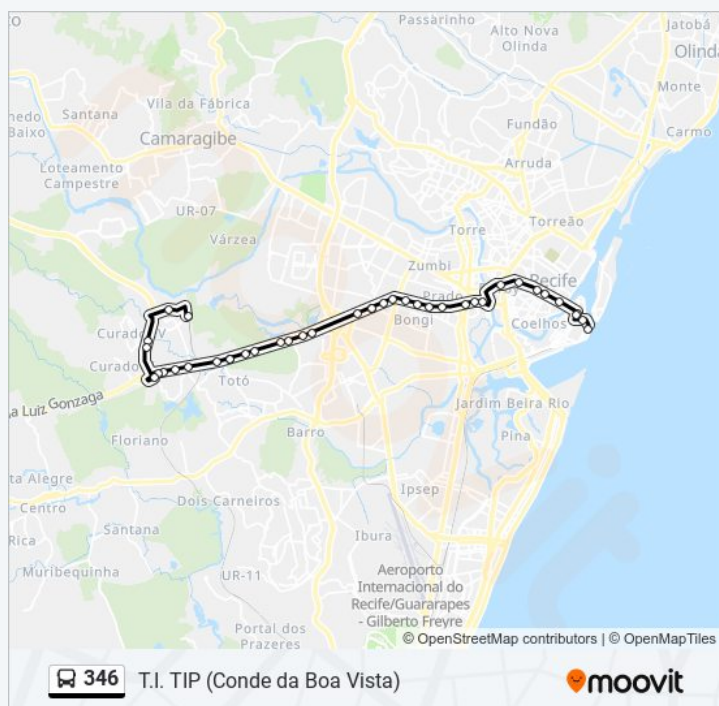 Passarinho
Jatobá
Alto Nova
Olinda
Olinda
Santana
Vila da Fábrica
Monte
Baixo
Camaragibe
Fundão
Carmo
Loteamento
Campestre
Arruda
UR-07
Torreão
Várzea
Torre
Zumbi
Recife
Prado
Curado IV
Bongi
Coelhos
Curado
Totó
Luiz Gonzaga
Jardim Beira Rio
Floriano
Barro
Pina
Alegre
Centro
Dois Carneiros
Ipsep
Rica
Santana
Ibura
Muribequinha
UR-11
Aeroporto
Internacional do
Recife/Guararapes
- Gilberto Freyre
Portal dos
Prazeres
© OpenStreetMap contributors | © OpenMapTiles
346 T.I. TIP (Conde da Boa Vista)
moovit